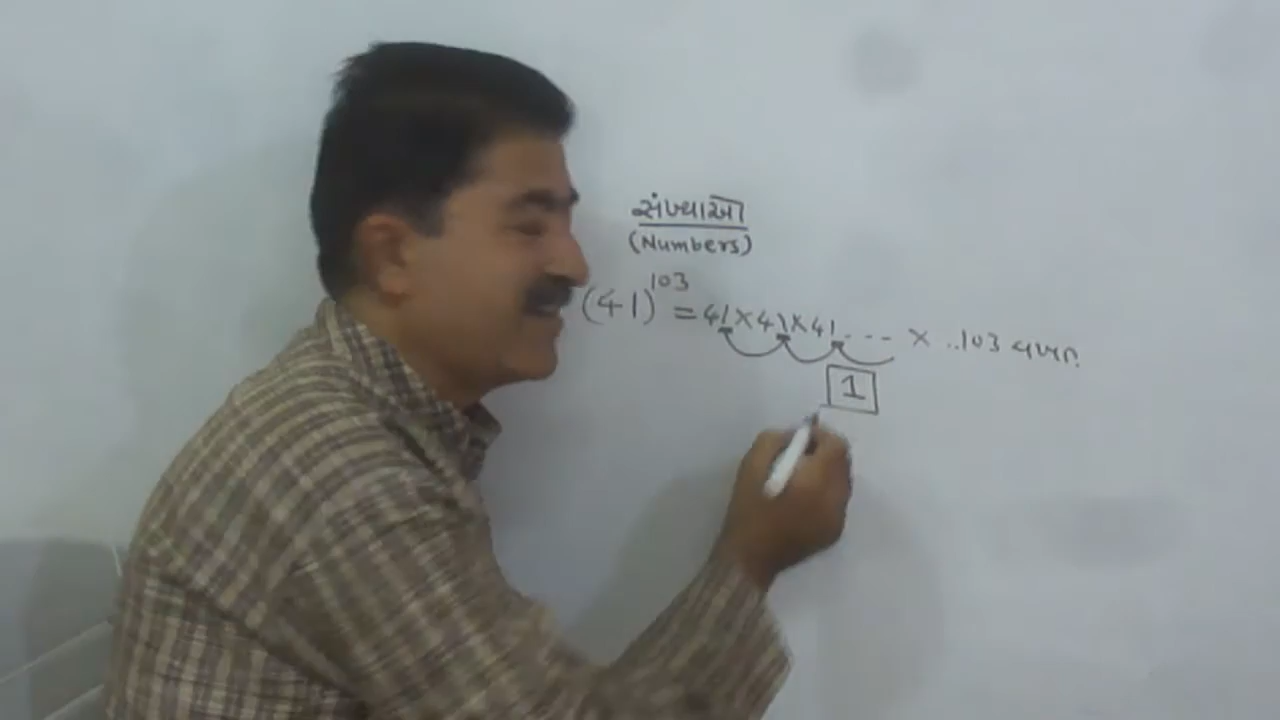 સંખ્યાઓ
(Numbers)
(41)¹⁰³ = 41 × 41 × 41 --- × ..103 વખત.
1